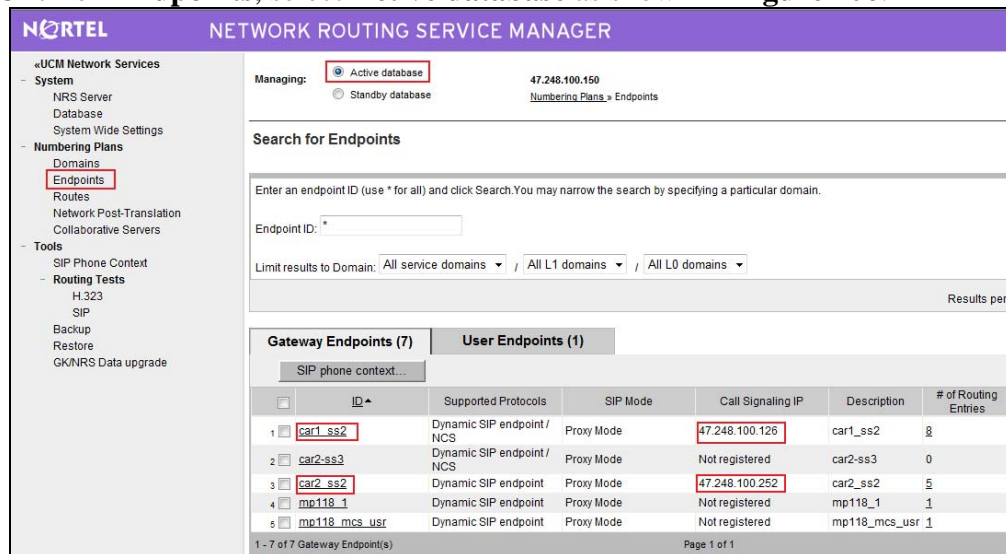 NORTEL NETWORK ROUTING SERVICE MANAGER
«UCM Network Services
- System
NRS Server
Database
System Wide Settings
- Numbering Plans
Domains
Endpoints
Routes
Network Post-Translation
Collaborative Servers
- Tools
SIP Phone Context
- Routing Tests
H.323
SIP
Backup
Restore
GK/NRS Data upgrade
Managing: Active database
Standby database
47.248.100.150
Numbering Plans » Endpoints
Search for Endpoints
Enter an endpoint ID (use * for all) and click Search.You may narrow the search by specifying a particular domain.
Endpoint ID: *
Limit results to Domain: All service domains / All L1 domains / All L0 domains
Results per
Gateway Endpoints (7) User Endpoints (1)
SIP phone context...
ID Supported Protocols SIP Mode Call Signaling IP Description # of Routing Entries
1 car1_ss2 Dynamic SIP endpoint / NCS Proxy Mode 47.248.100.126 car1_ss2 8
2 car2-ss3 Dynamic SIP endpoint / NCS Proxy Mode Not registered car2-ss3 0
3 car2_ss2 Dynamic SIP endpoint Proxy Mode 47.248.100.252 car2_ss2 5
4 mp118_1 Dynamic SIP endpoint Proxy Mode Not registered mp118_1 1
5 mp118_mcs_usr Dynamic SIP endpoint Proxy Mode Not registered mp118_mcs_usr 1
1 - 7 of 7 Gateway Endpoint(s) Page 1 of 1